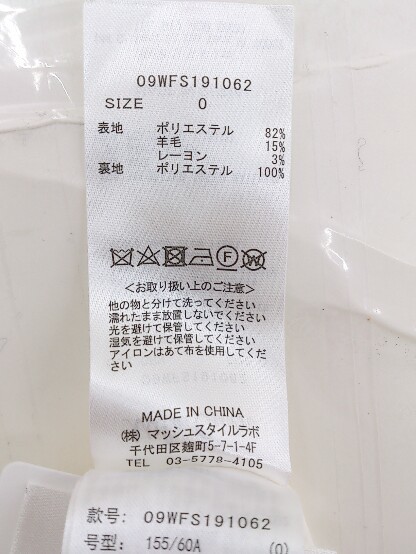 09WFS191062
SIZE 0
表地 ポリエステル 82%
羊毛 15%
レーヨン 3%
裏地 ポリエステル 100%
<お取り扱い上のご注意>
他の物と分けて洗ってください
濡れたまま放置しないでください
光を避けて保管してください
湿気を避けて保管してください
アイロンはあて布を使用してくだ
さい
MADE IN CHINA
(株) マッシュスタイルラボ
千代田区麹町5-7-1-4F
TEL 03-5778-4105
款号: 09WFS191062
号型: 155/60A (0)